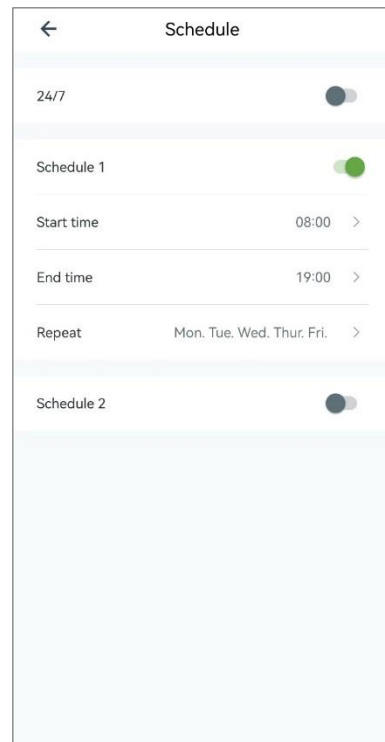 Schedule
24/7
Schedule 1
Start time 08:00
End time 19:00
Repeat Mon. Tue. Wed. Thur. Fri.
Schedule 2